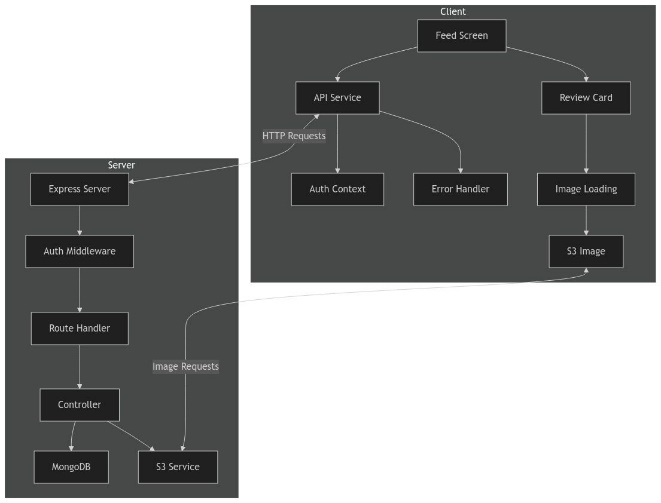 Client
Feed Screen
API Service
Review Card
HTTP Requests
Server
Express Server
Auth Context
Error Handler
Image Loading
Auth Middleware
S3 Image
Route Handler
Image Requests
Controller
MongoDB
S3 Service